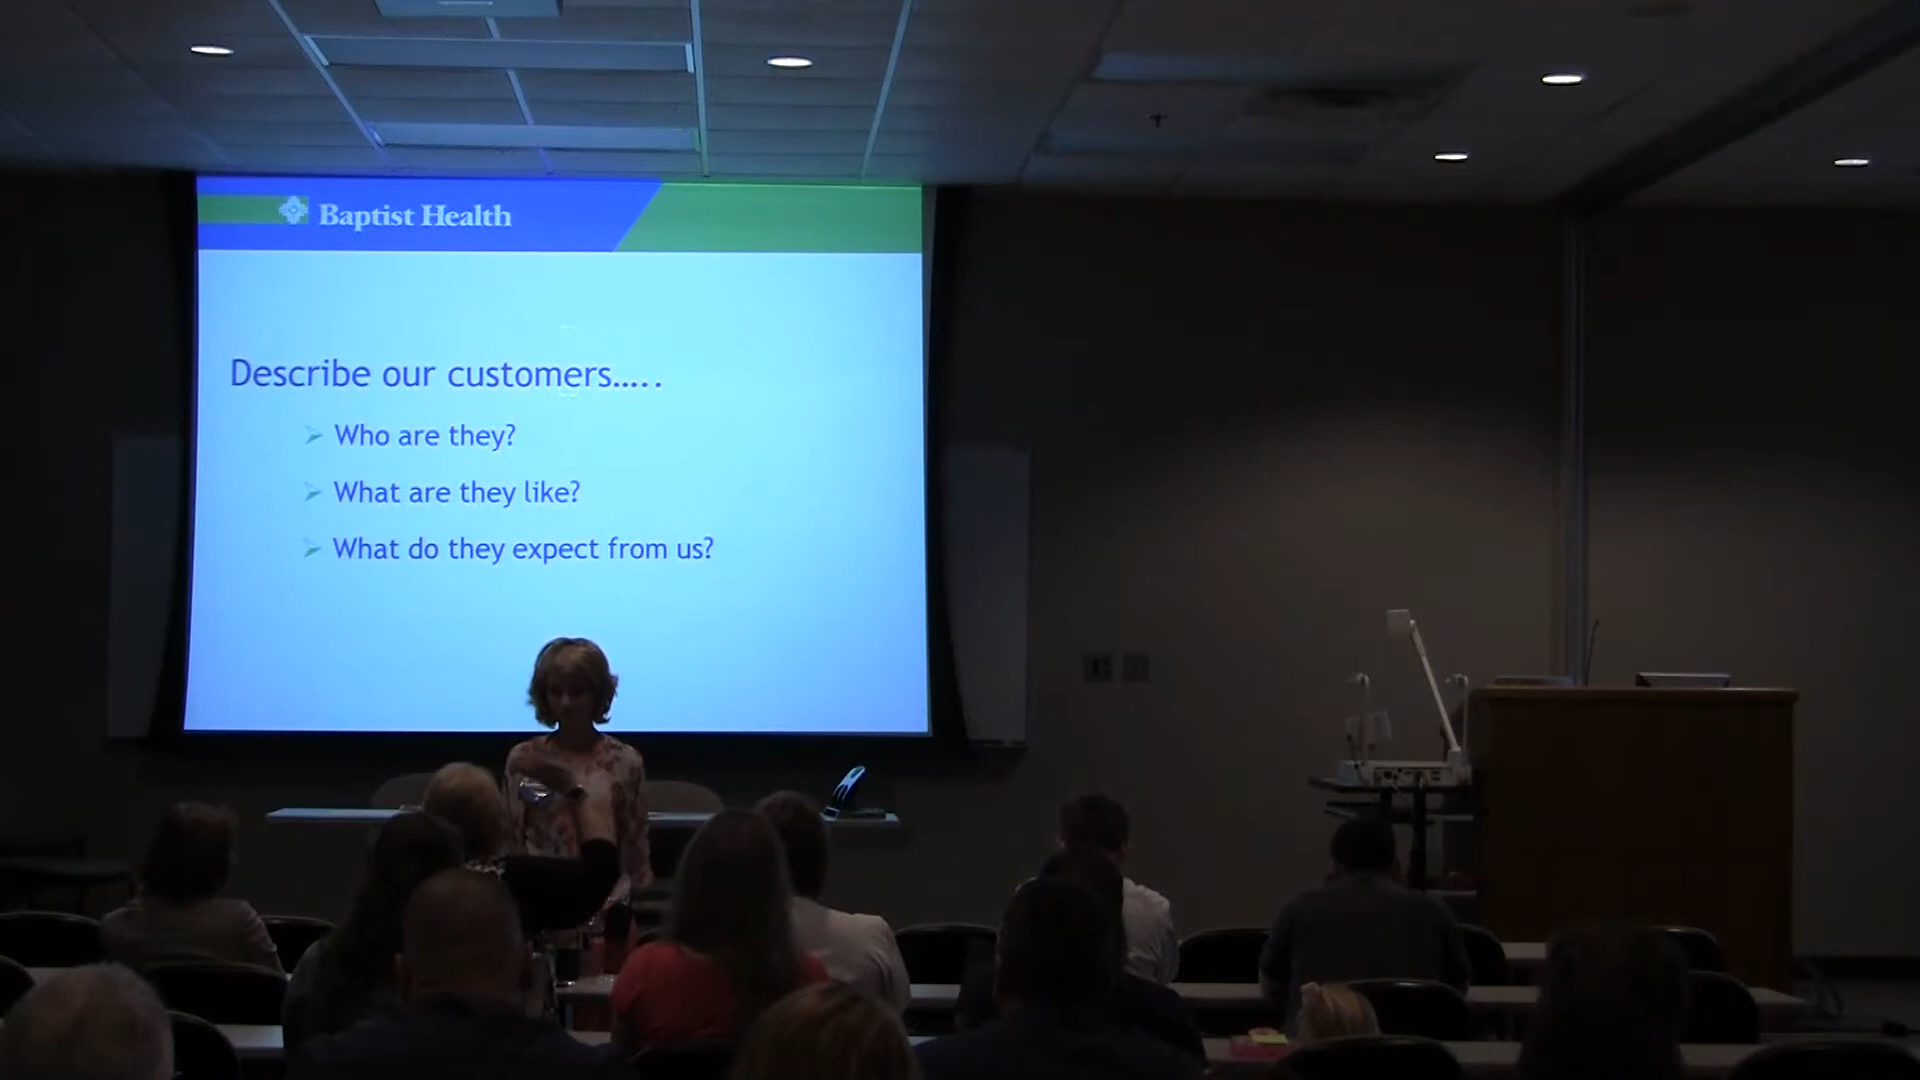 Baptist Health
Describe our customers.....
Who are they?
What are they like?
What do they expect from us?